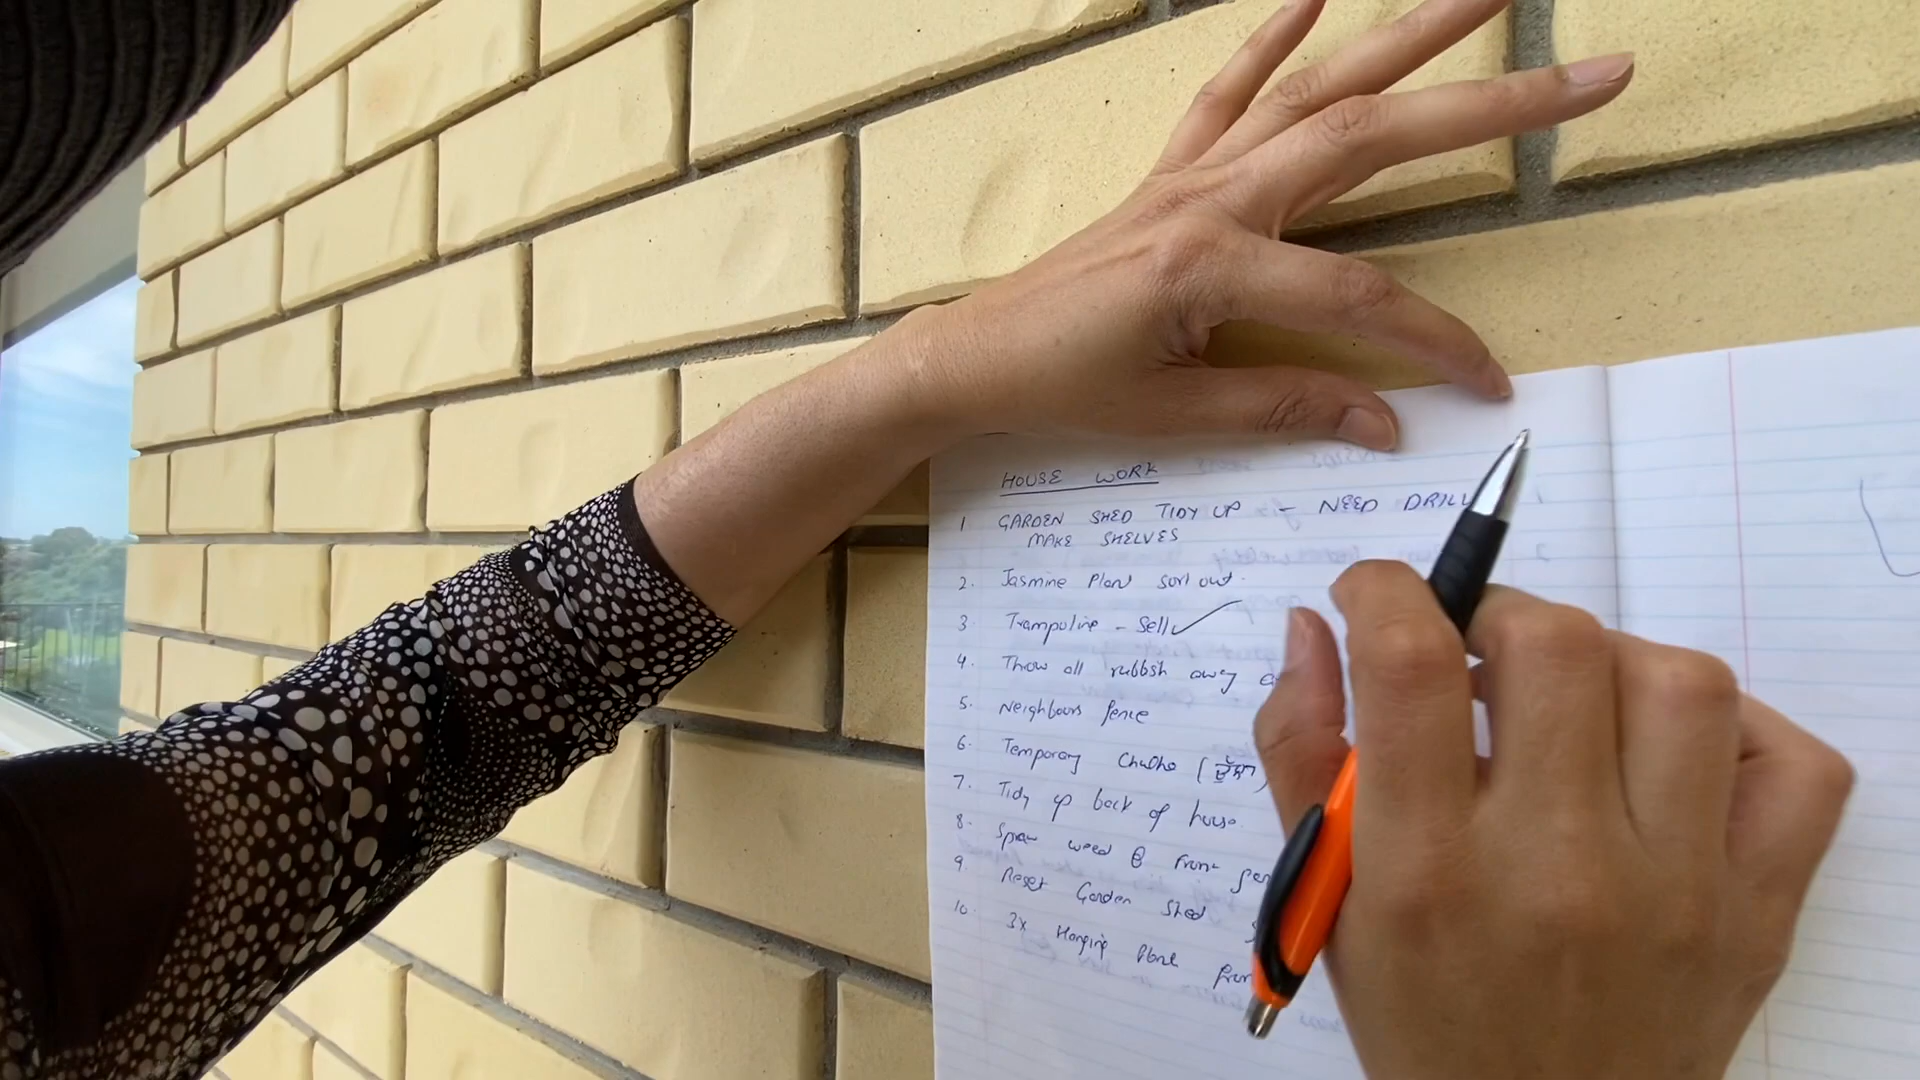 HOUSE WORK
1 GARDEN SHED TIDY UP - NEED DRILL
MAKE SHELVES
2. Jasmine Plant sort out.
3 Trampoline - Sell ✓
4. Throw all rubbish away
5. Neighbours fence
6. Temporary Chulha
7. Tidy up back of house.
8. Spray weed @ front
9. Reset Garden Shed
10. 3x Hanging